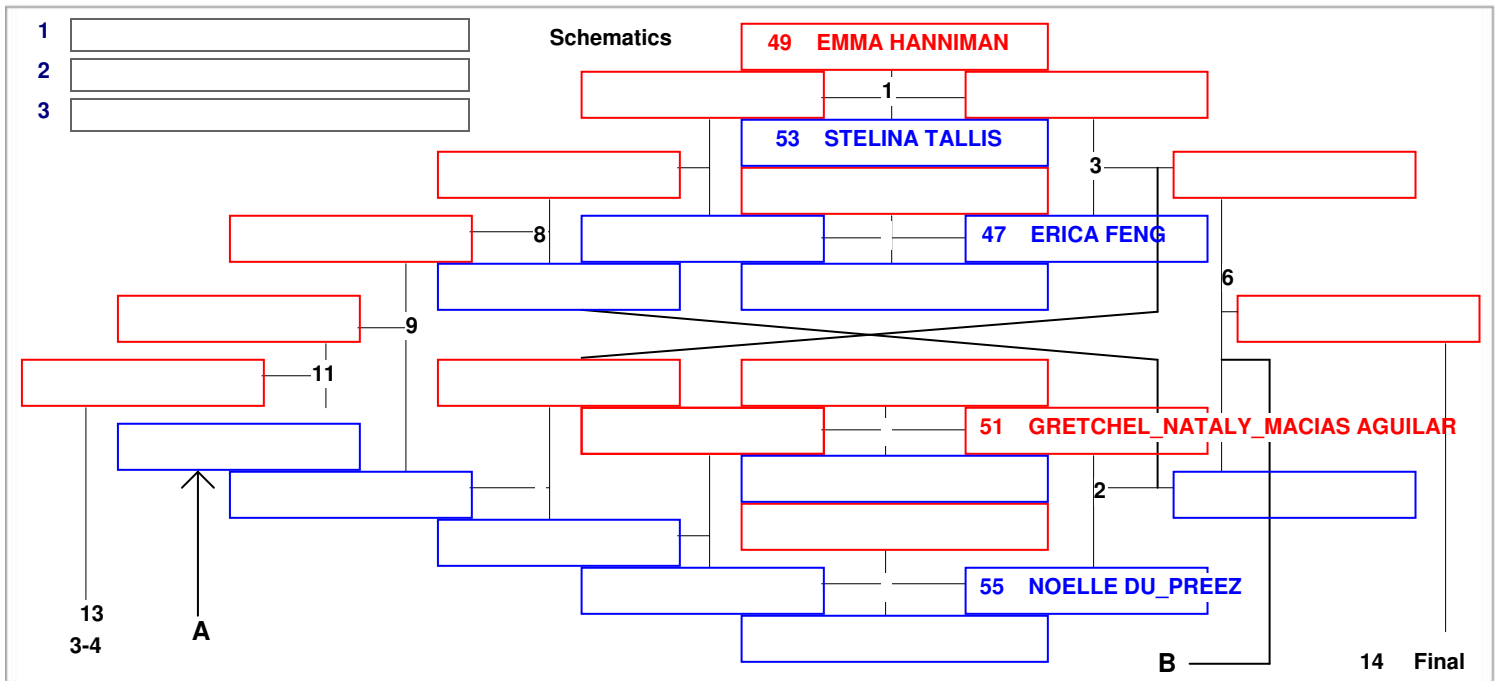 1
Schematics
49 EMMA HANNIMAN
2
1
3
53 STELINA TALLIS
3
8
47 ERICA FENG
6
9
11
51 GRETCHEL_NATALY_MACIAS AGUILAR
2
55 NOELLE DU_PREEZ
13
A
3-4
B
14 Final